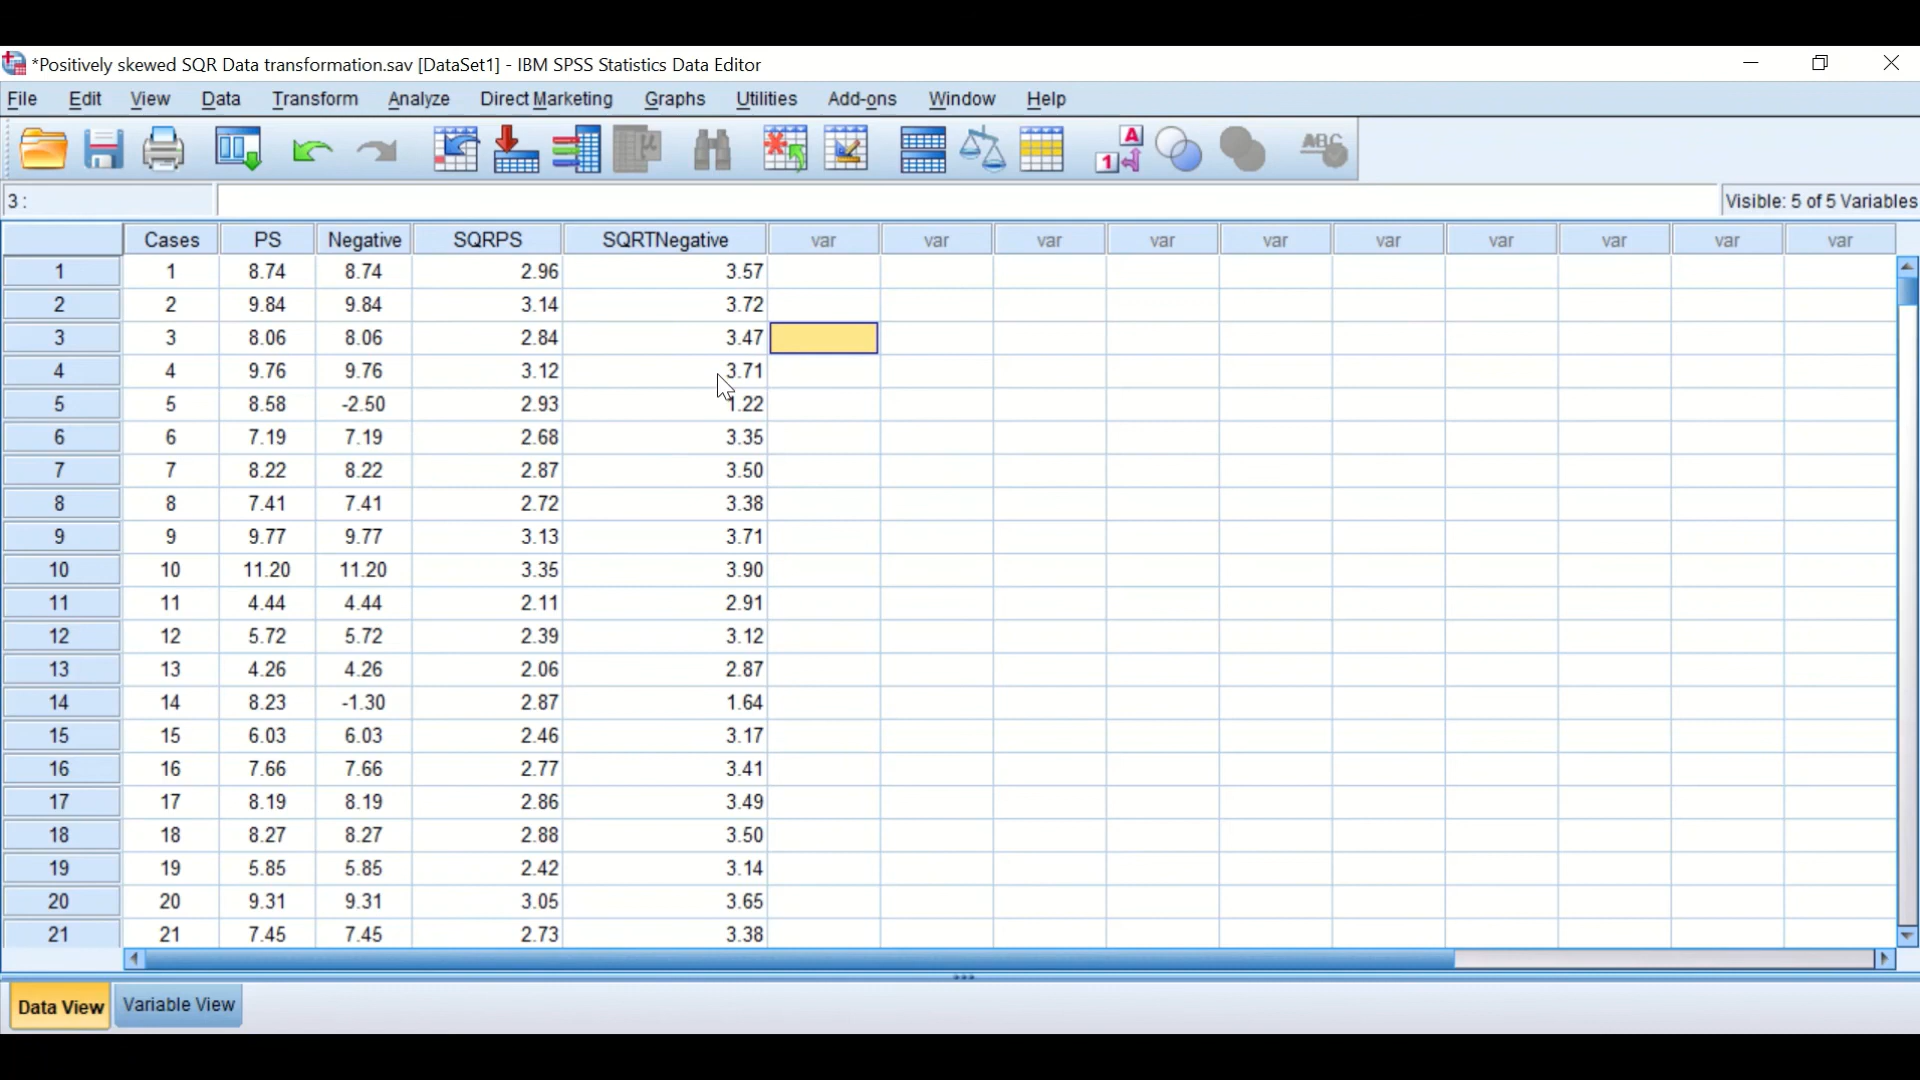 *Positively skewed SQR Data transformation.sav [DataSet1] - IBM SPSS Statistics Data Editor
File Edit View Data Transform Analyze Direct Marketing Graphs Utilities Add-ons Window Help
A 1 ABC
3 : Visible: 5 of 5 Variables
Cases PS Negative SQRPS SQRTNegative var var var var var var var var var var
1 1 8.74 8.74 2.96 3.57
2 2 9.84 9.84 3.14 3.72
3 3 8.06 8.06 2.84 3.47
4 4 9.76 9.76 3.12 3.71
5 5 8.58 -2.50 2.93 1.22
6 6 7.19 7.19 2.68 3.35
7 7 8.22 8.22 2.87 3.50
8 8 7.41 7.41 2.72 3.38
9 9 9.77 9.77 3.13 3.71
10 10 11.20 11.20 3.35 3.90
11 11 4.44 4.44 2.11 2.91
12 12 5.72 5.72 2.39 3.12
13 13 4.26 4.26 2.06 2.87
14 14 8.23 -1.30 2.87 1.64
15 15 6.03 6.03 2.46 3.17
16 16 7.66 7.66 2.77 3.41
17 17 8.19 8.19 2.86 3.49
18 18 8.27 8.27 2.88 3.50
19 19 5.85 5.85 2.42 3.14
20 20 9.31 9.31 3.05 3.65
21 21 7.45 7.45 2.73 3.38
Data View Variable View